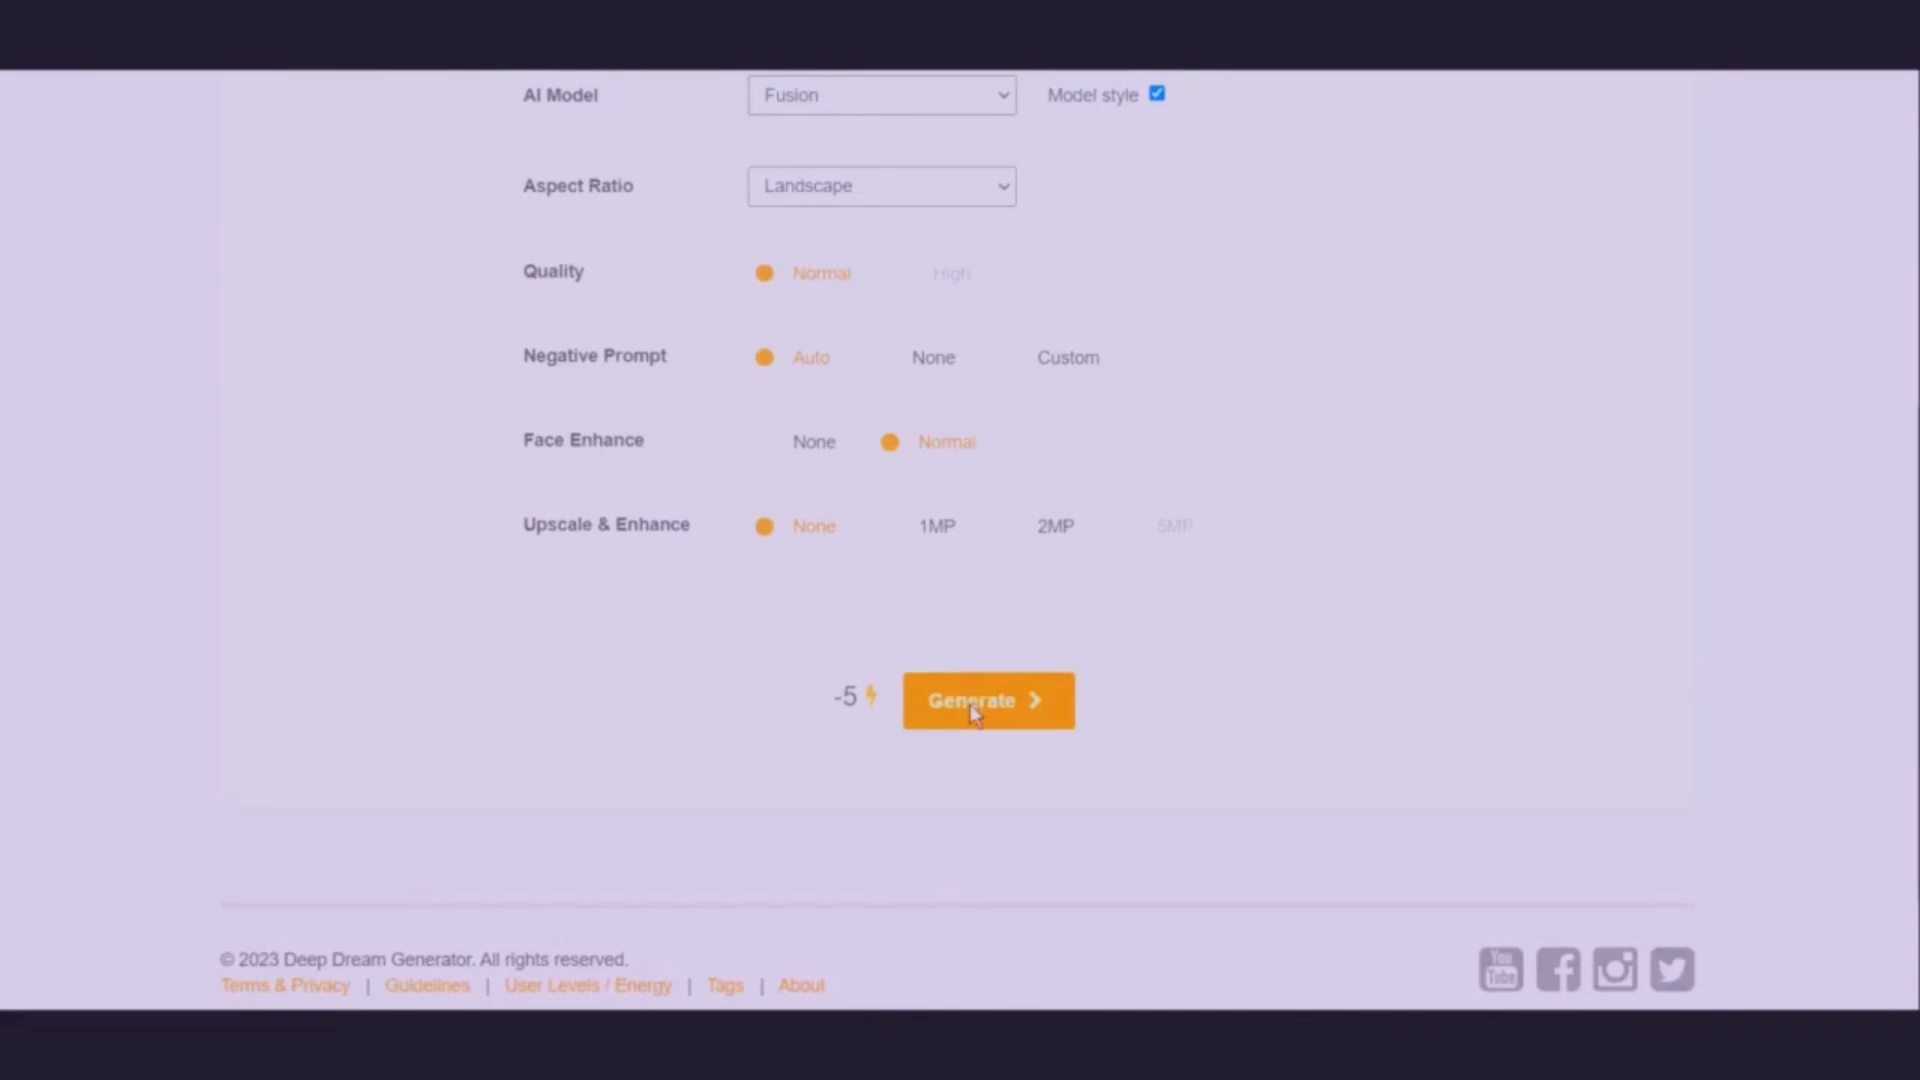 AI Model Fusion Model style
Aspect Ratio Landscape
Quality Normal High
Negative Prompt Auto None Custom
Face Enhance None Normal
Upscale & Enhance None 1MP 2MP 5MP
-5 Generate
© 2023 Deep Dream Generator. All rights reserved.
Terms & Privacy | Guidelines | User Levels / Energy | Tags | About
You Tube